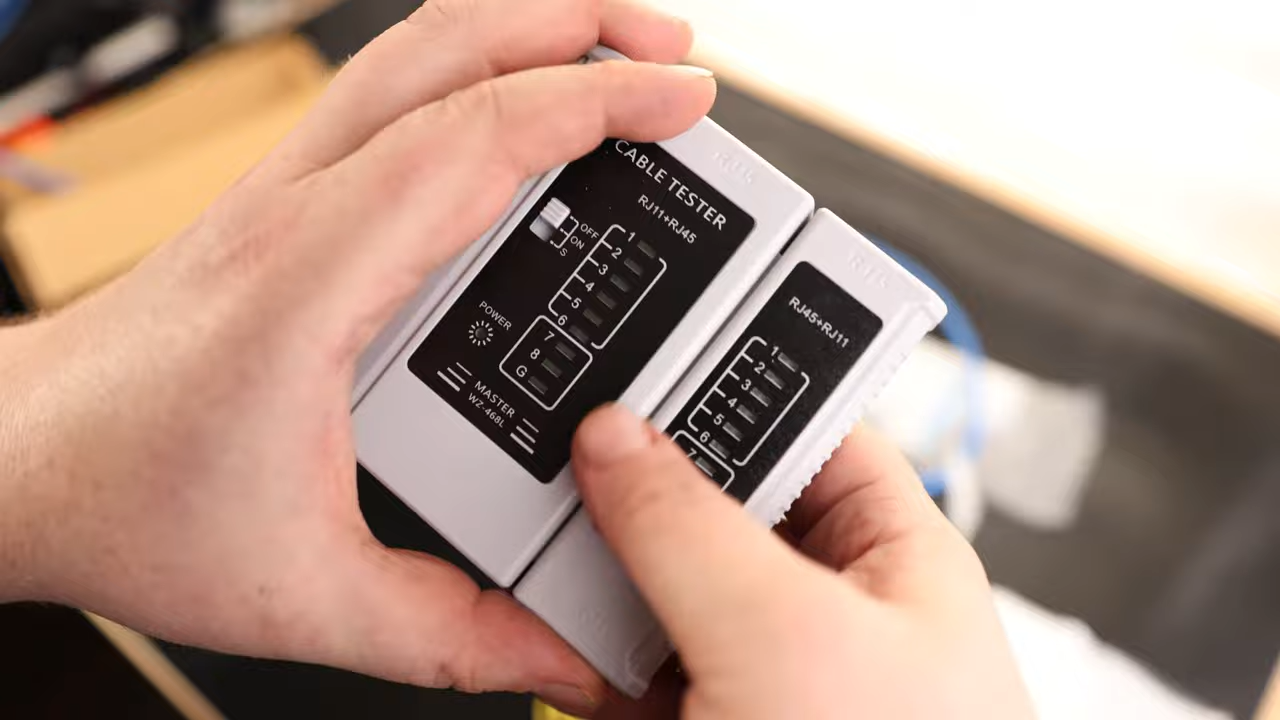 CABLE TESTER
RJ11+RJ45
OFF
ON
S
1
2
3
4
5
6
7
8
G
POWER
MASTER
WZ-468L
RJ45+RJ11
1
2
3
4
5
6
7